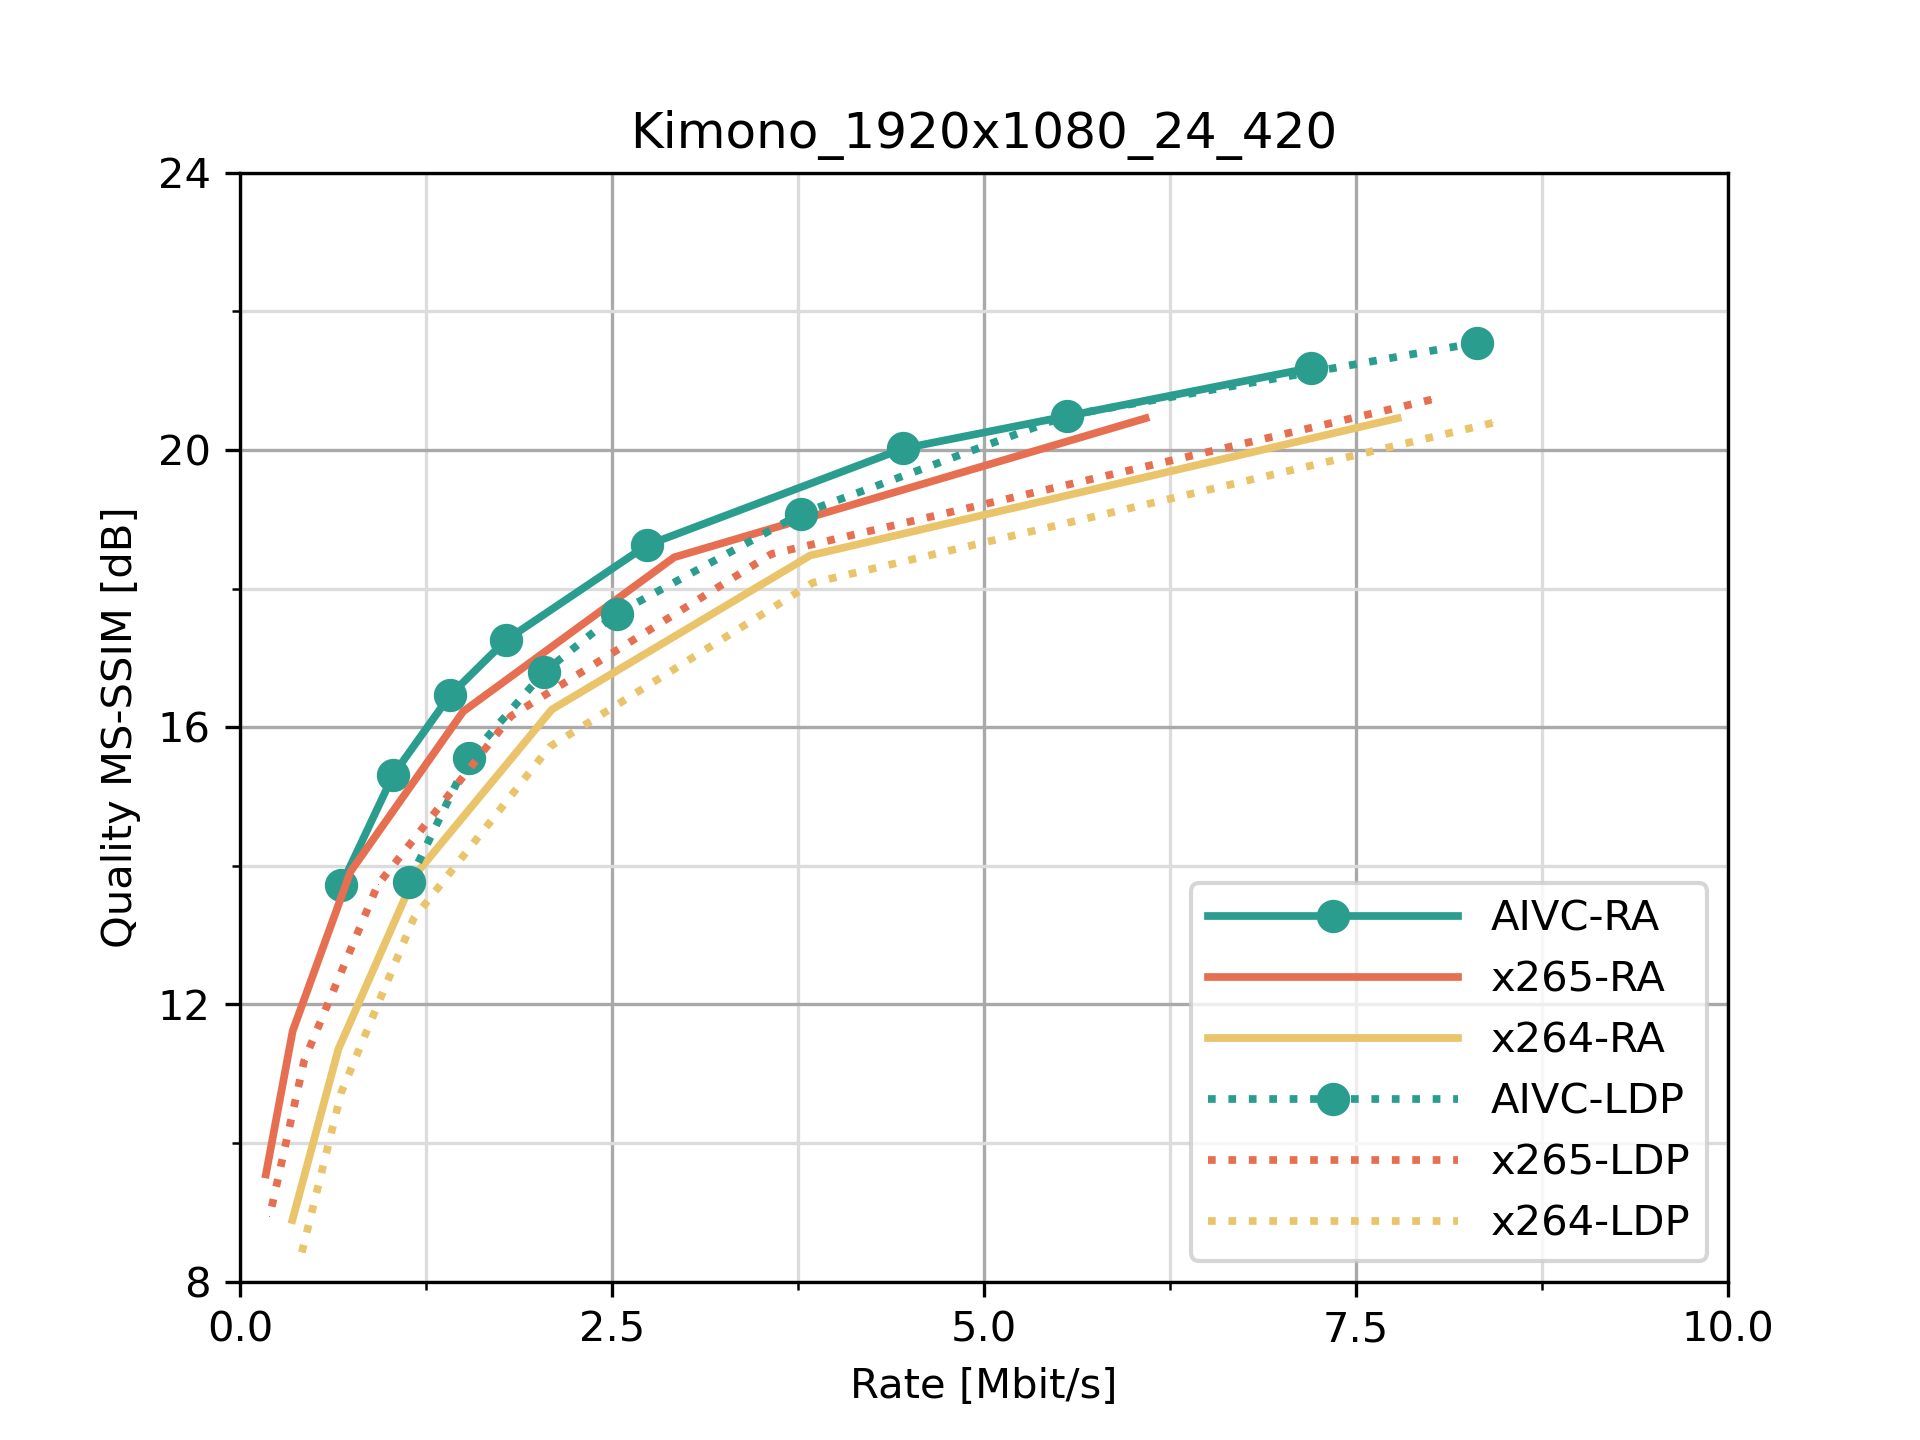 Kimono_1920x1080_24_420
24
20
16
12
8
Quality MS-SSIM [dB]
0.0
2.5
5.0
7.5
10.0
Rate [Mbit/s]
AIVC-RA
x265-RA
x264-RA
AIVC-LDP
x265-LDP
x264-LDP